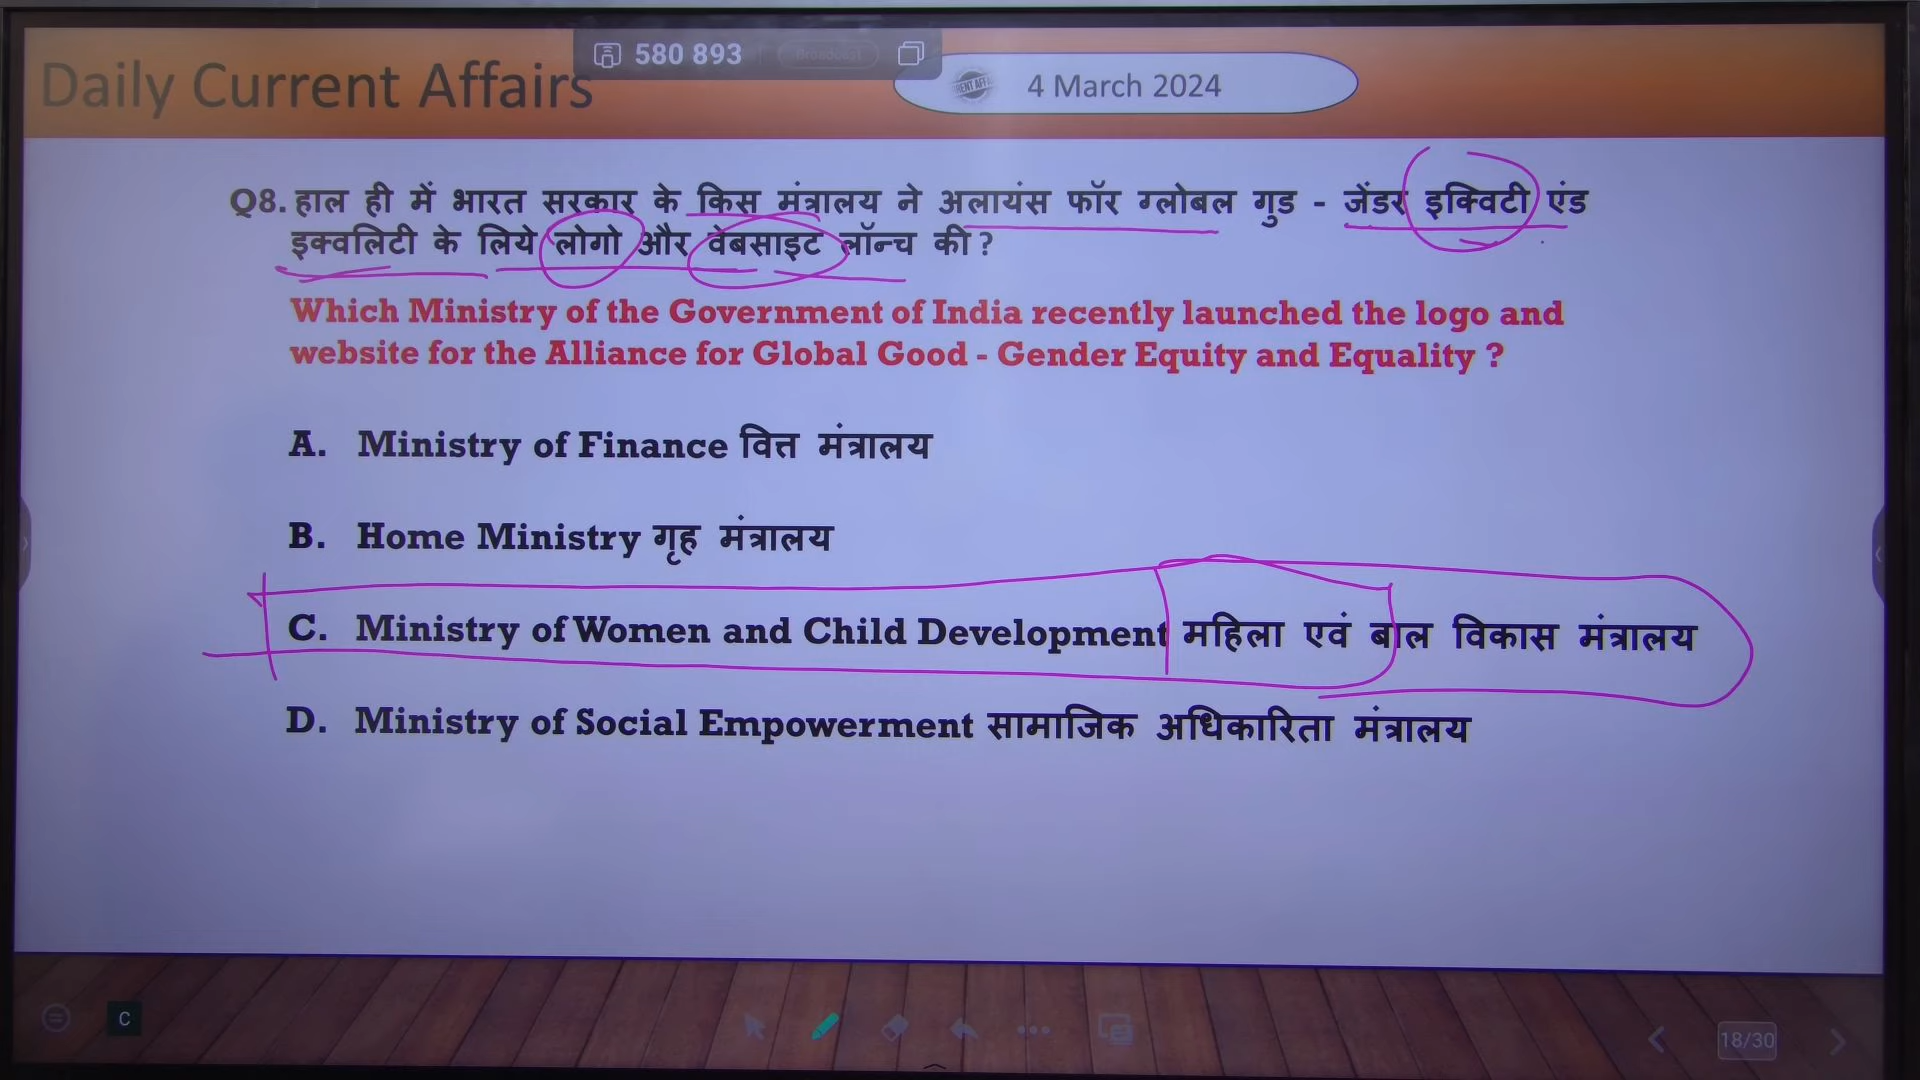 580 893
Broadcast
Daily Current Affairs
4 March 2024
Q8. हाल ही में भारत सरकार के किस मंत्रालय ने अलायंस फॉर ग्लोबल गुड - जेंडर इक्विटी एंड
इक्वलिटी के लिये लोगो और वेबसाइट लॉन्च की?
Which Ministry of the Government of India recently launched the logo and
website for the Alliance for Global Good - Gender Equity and Equality ?
A. Ministry of Finance वित्त मंत्रालय
B. Home Ministry गृह मंत्रालय
C. Ministry of Women and Child Development महिला एवं बाल विकास मंत्रालय
D. Ministry of Social Empowerment सामाजिक अधिकारिता मंत्रालय
C
18/30